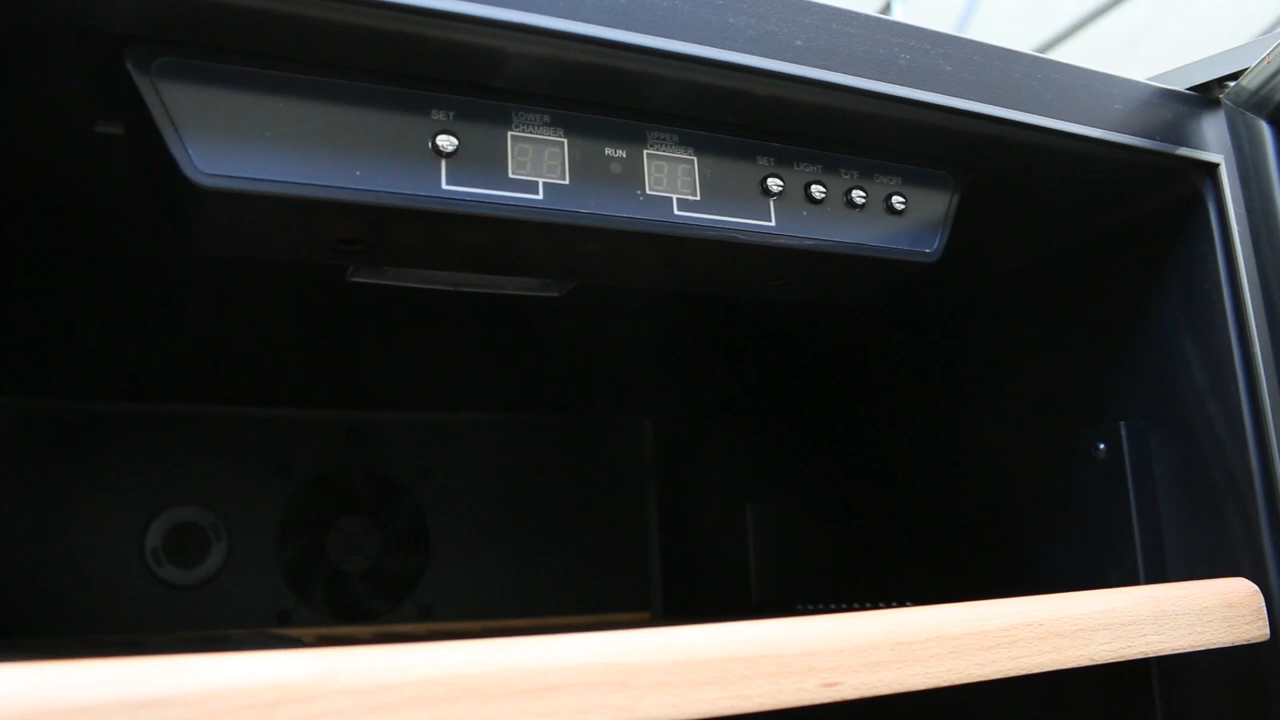 SET
LOWER
CHAMBER
RUN
UPPER
CHAMBER
SET
LIGHT
°C/°F
ON/OFF